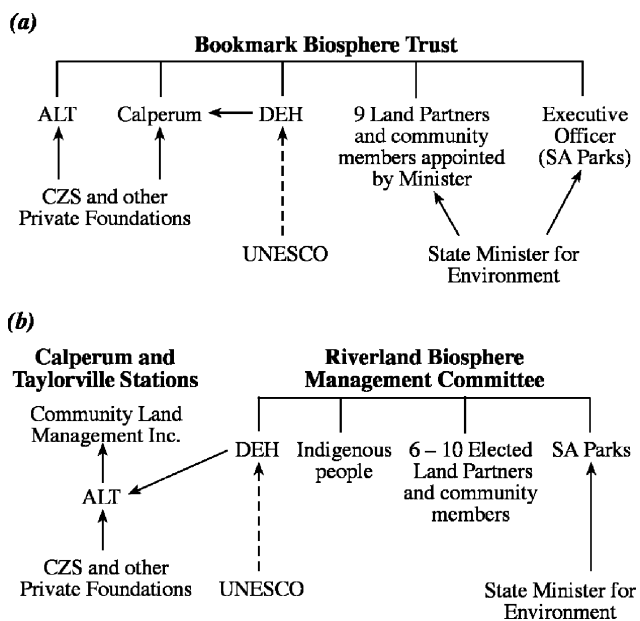 (a)
Bookmark Biosphere Trust
ALT
Calperum
DEH
9 Land Partners
and community
members appointed
by Minister
Executive
Officer
(SA Parks)
CZS and other
Private Foundations
UNESCO
State Minister for
Environment
(b)
Calperum and
Taylorville Stations
Riverland Biosphere
Management Committee
Community Land
Management Inc.
DEH
Indigenous
people
6 – 10 Elected
Land Partners
and community
members
SA Parks
ALT
CZS and other
Private Foundations
UNESCO
State Minister for
Environment